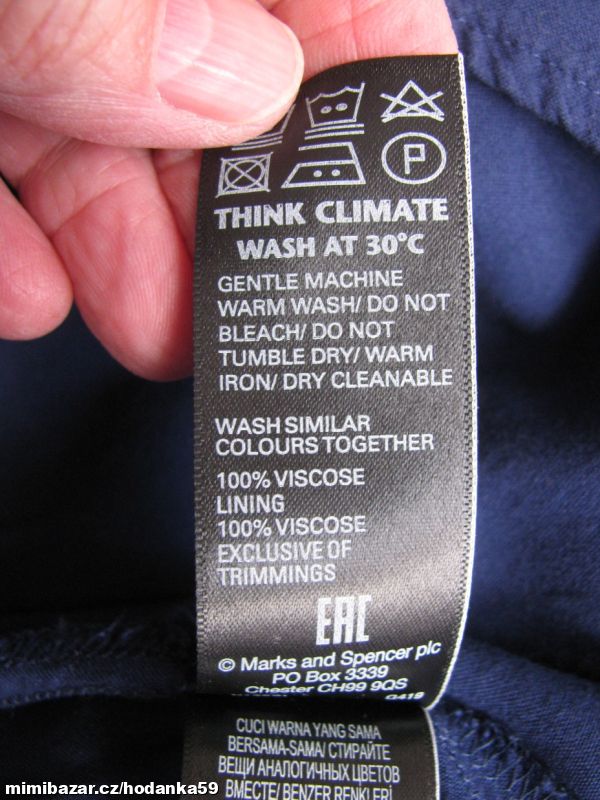 P
THINK CLIMATE
WASH AT 30°C
GENTLE MACHINE
WARM WASH/ DO NOT
BLEACH/ DO NOT
TUMBLE DRY/ WARM
IRON/ DRY CLEANABLE
WASH SIMILAR
COLOURS TOGETHER
100% VISCOSE
LINING
100% VISCOSE
EXCLUSIVE OF
TRIMMINGS
EAC
© Marks and Spencer plc
PO Box 3339
Chester CH99 9QS
CUCI WARNA YANG SAMA
BERSAMA-SAMA/ СТИРАЙТЕ
ВЕЩИ АНАЛОГИЧНЫХ ЦВЕТОВ
ВМЕСТЕ/ BENZER RENKLERİ
mimibazar.cz/hodanka59